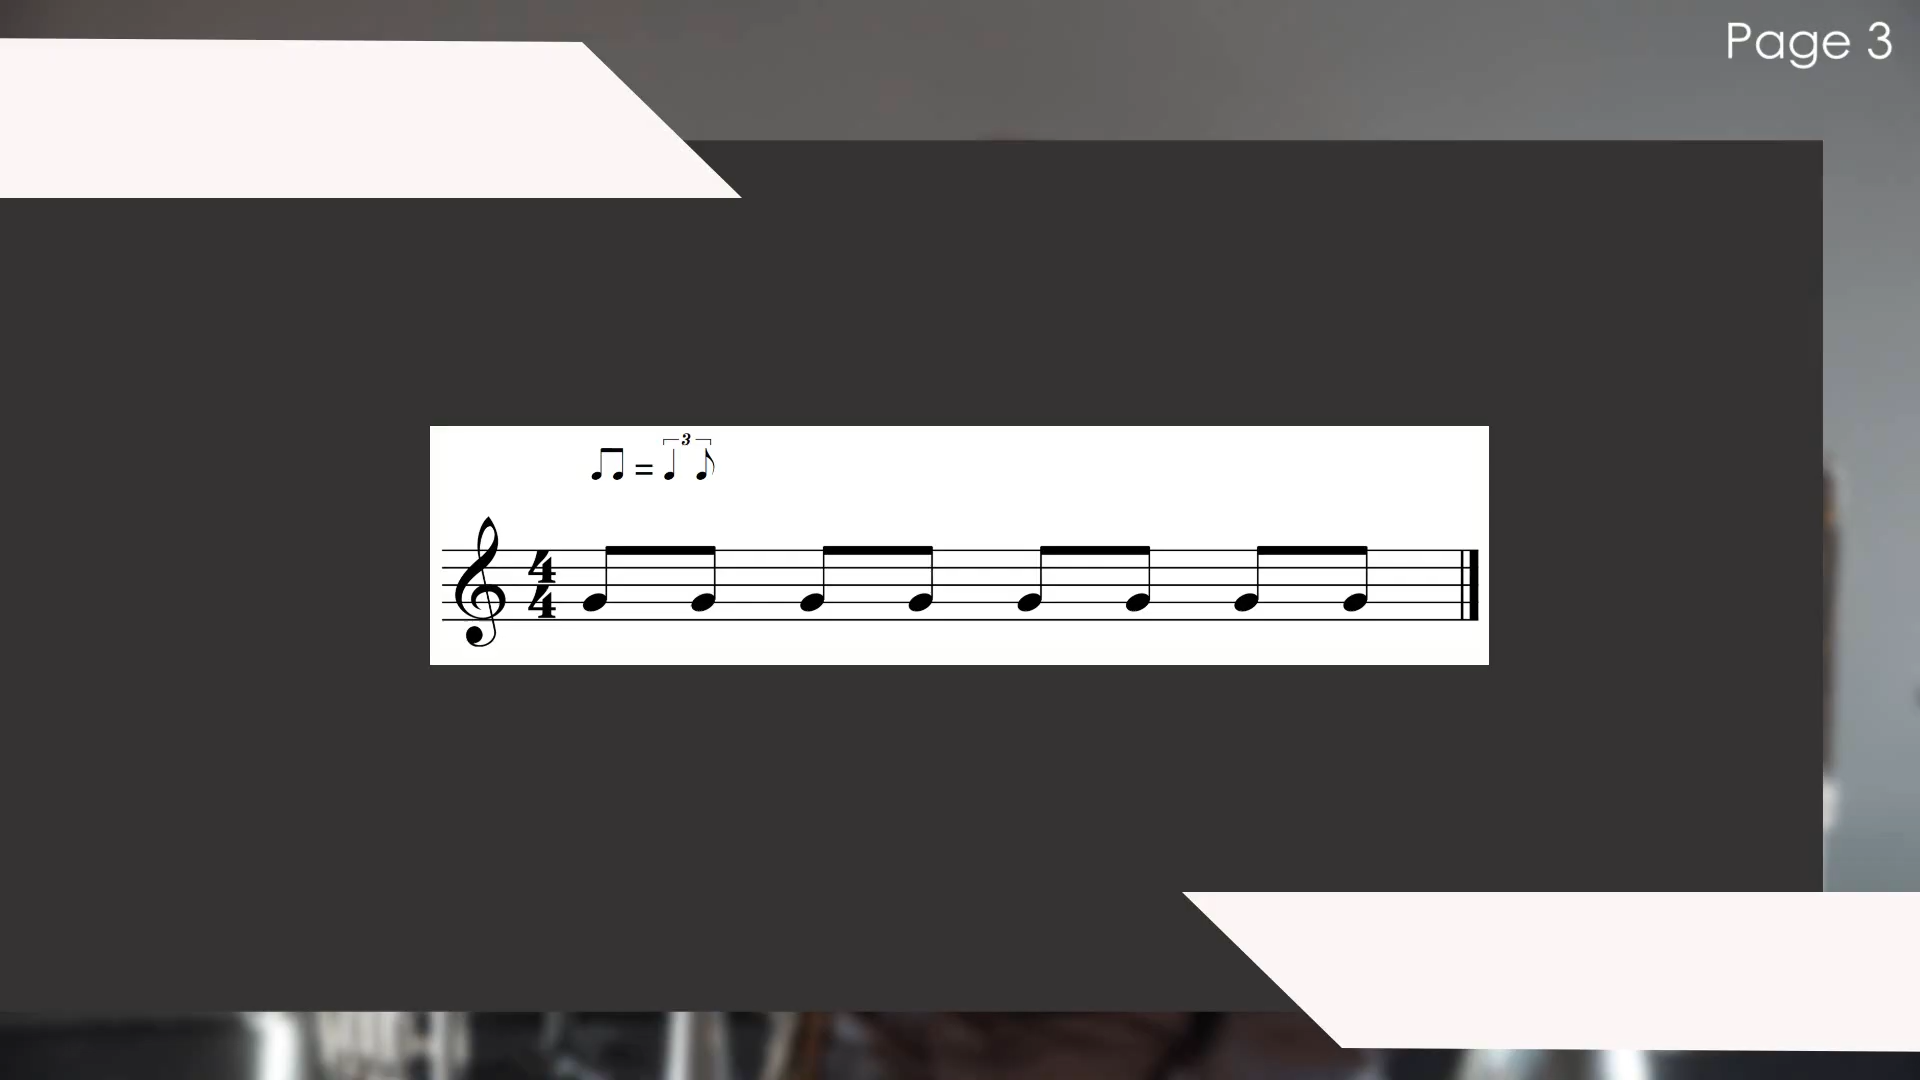 Page 3
♫ = ♩ ♪ 3
4
4